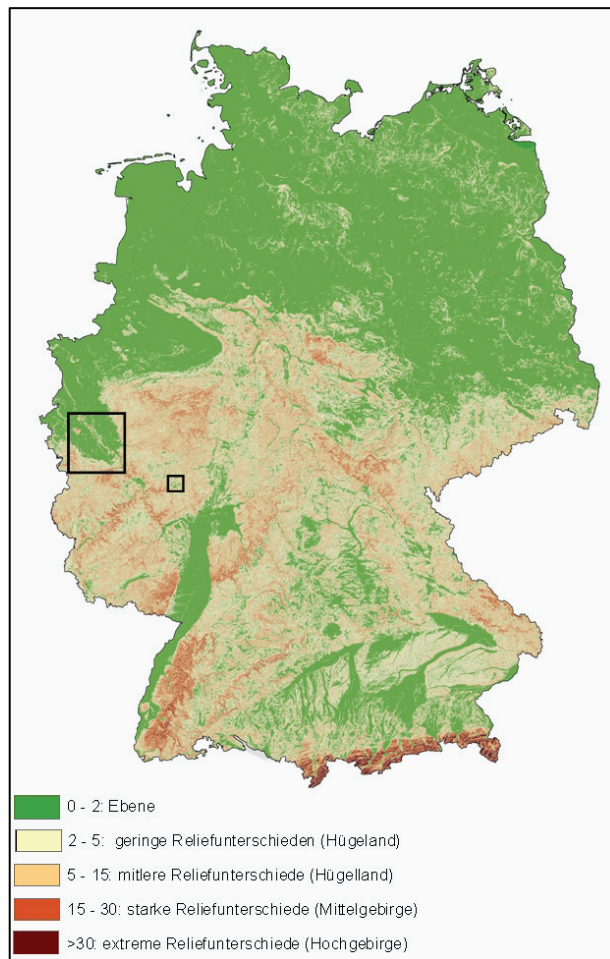 0 - 2: Ebene
2 - 5: geringe Reliefunterschieden (Hügeland)
5 - 15: mitlere Reliefunterschiede (Hügelland)
15 - 30: starke Reliefunterschiede (Mittelgebirge)
>30: extreme Reliefunterschiede (Hochgebirge)